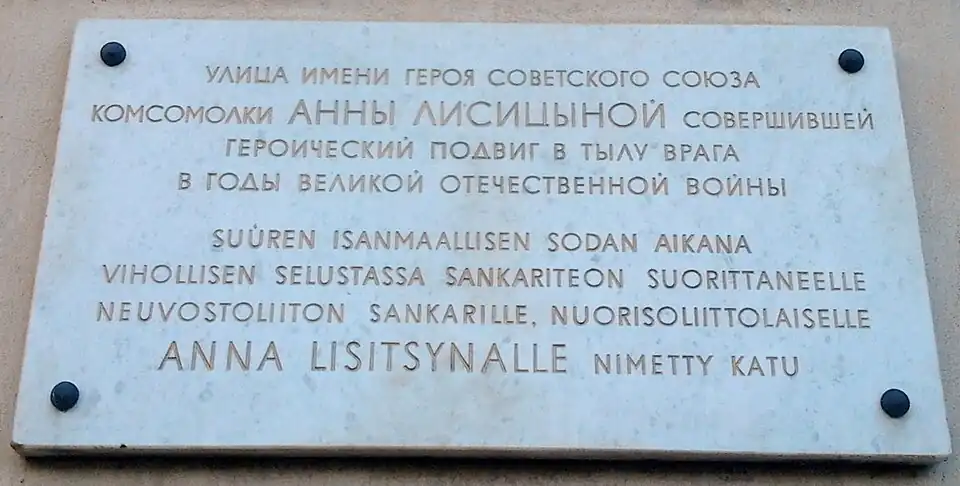 УЛИЦА ИМЕНИ ГЕРОЯ СОВЕТСКОГО СОЮЗА
КОМСОМОЛКИ АННЫ ЛИСИЦЫНОЙ СОВЕРШИВШЕЙ
ГЕРОИЧЕСКИЙ ПОДВИГ В ТЫЛУ ВРАГА
В ГОДЫ ВЕЛИКОЙ ОТЕЧЕСТВЕННОЙ ВОЙНЫ
SUUREN ISANMAALLISEN SODAN AIKANA
VIHOLLISEN SELUSTASSA SANKARITEON SUORITTANEELLE
NEUVOSTOLIITON SANKARILLE, NUORISOLIITTOLAISELLE
ANNA LISITSYNALLE NIMETTY KATU